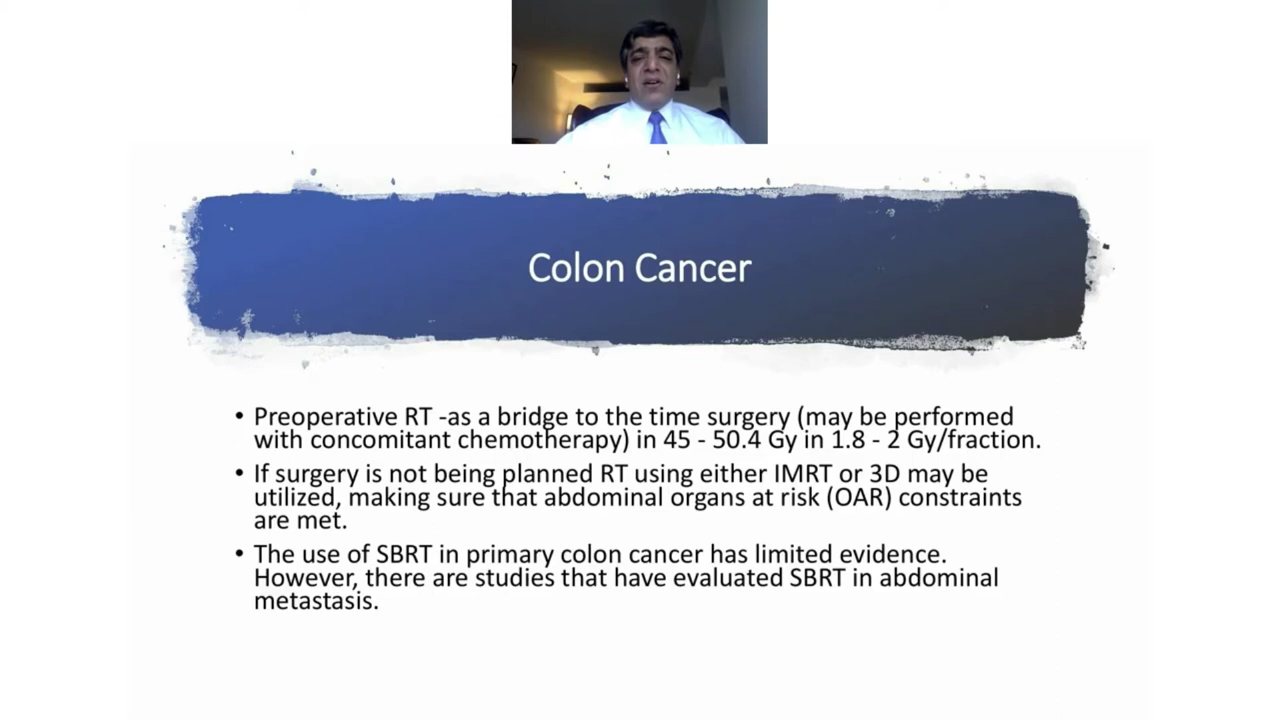 Colon Cancer
• Preoperative RT -as a bridge to the time surgery (may be performed
with concomitant chemotherapy) in 45 - 50.4 Gy in 1.8 - 2 Gy/fraction.
• If surgery is not being planned RT using either IMRT or 3D may be
utilized, making sure that abdominal organs at risk (OAR) constraints
are met.
• The use of SBRT in primary colon cancer has limited evidence.
However, there are studies that have evaluated SBRT in abdominal
metastasis.